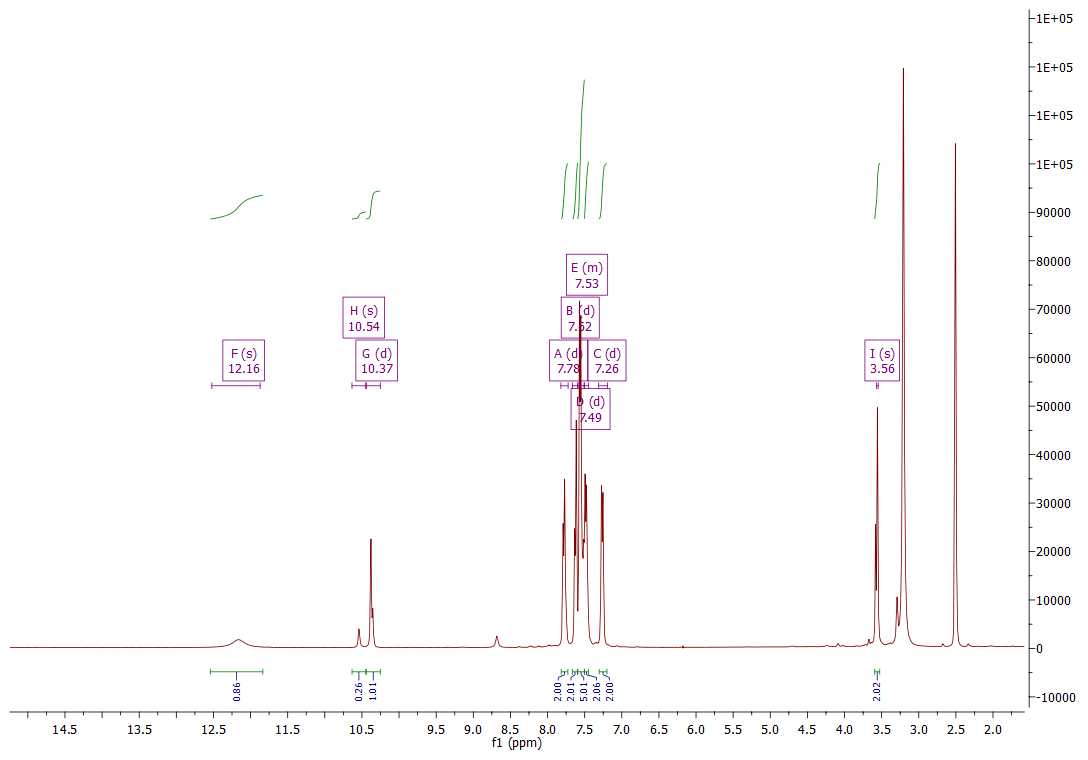 1E+05
1E+05
1E+05
1E+05
90000
80000
70000
60000
50000
40000
30000
20000
10000
0
-10000
E (m)
7.53
H (s)
10.54
B (d)
7.62
F (s)
12.16
G (d)
10.37
A (d)
7.78
C (d)
7.26
I (s)
3.56
D (d)
7.49
0.86
0.26
1.01
2.00
2.01
5.01
2.06
2.00
2.02
14.5 13.5 12.5 11.5 10.5 9.5 9.0 8.5 8.0 7.5 7.0 6.5 6.0 5.5 5.0 4.5 4.0 3.5 3.0 2.5 2.0
f1 (ppm)